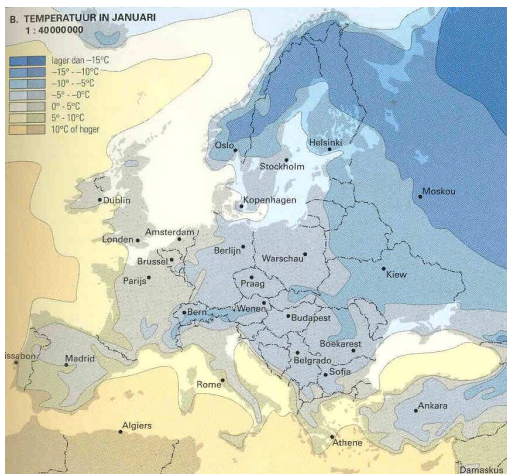 B. TEMPERATUUR IN JANUARI
1 : 40 000 000
lager dan –15°C
–15° - –10°C
–10° - –5°C
–5° - –0°C
0° - 5°C
5° - 10°C
10°C of hoger
Oslo
Helsinki
Stockholm
Moskou
Dublin
Kopenhagen
Londen
Amsterdam
Berlijn
Warschau
Brussel
Kiew
Parijs
Praag
Bern
Wenen
Budapest
Boekarest
Belgrado
Sofia
issabon
Madrid
Rome
Ankara
Algiers
Athene
Damaskus